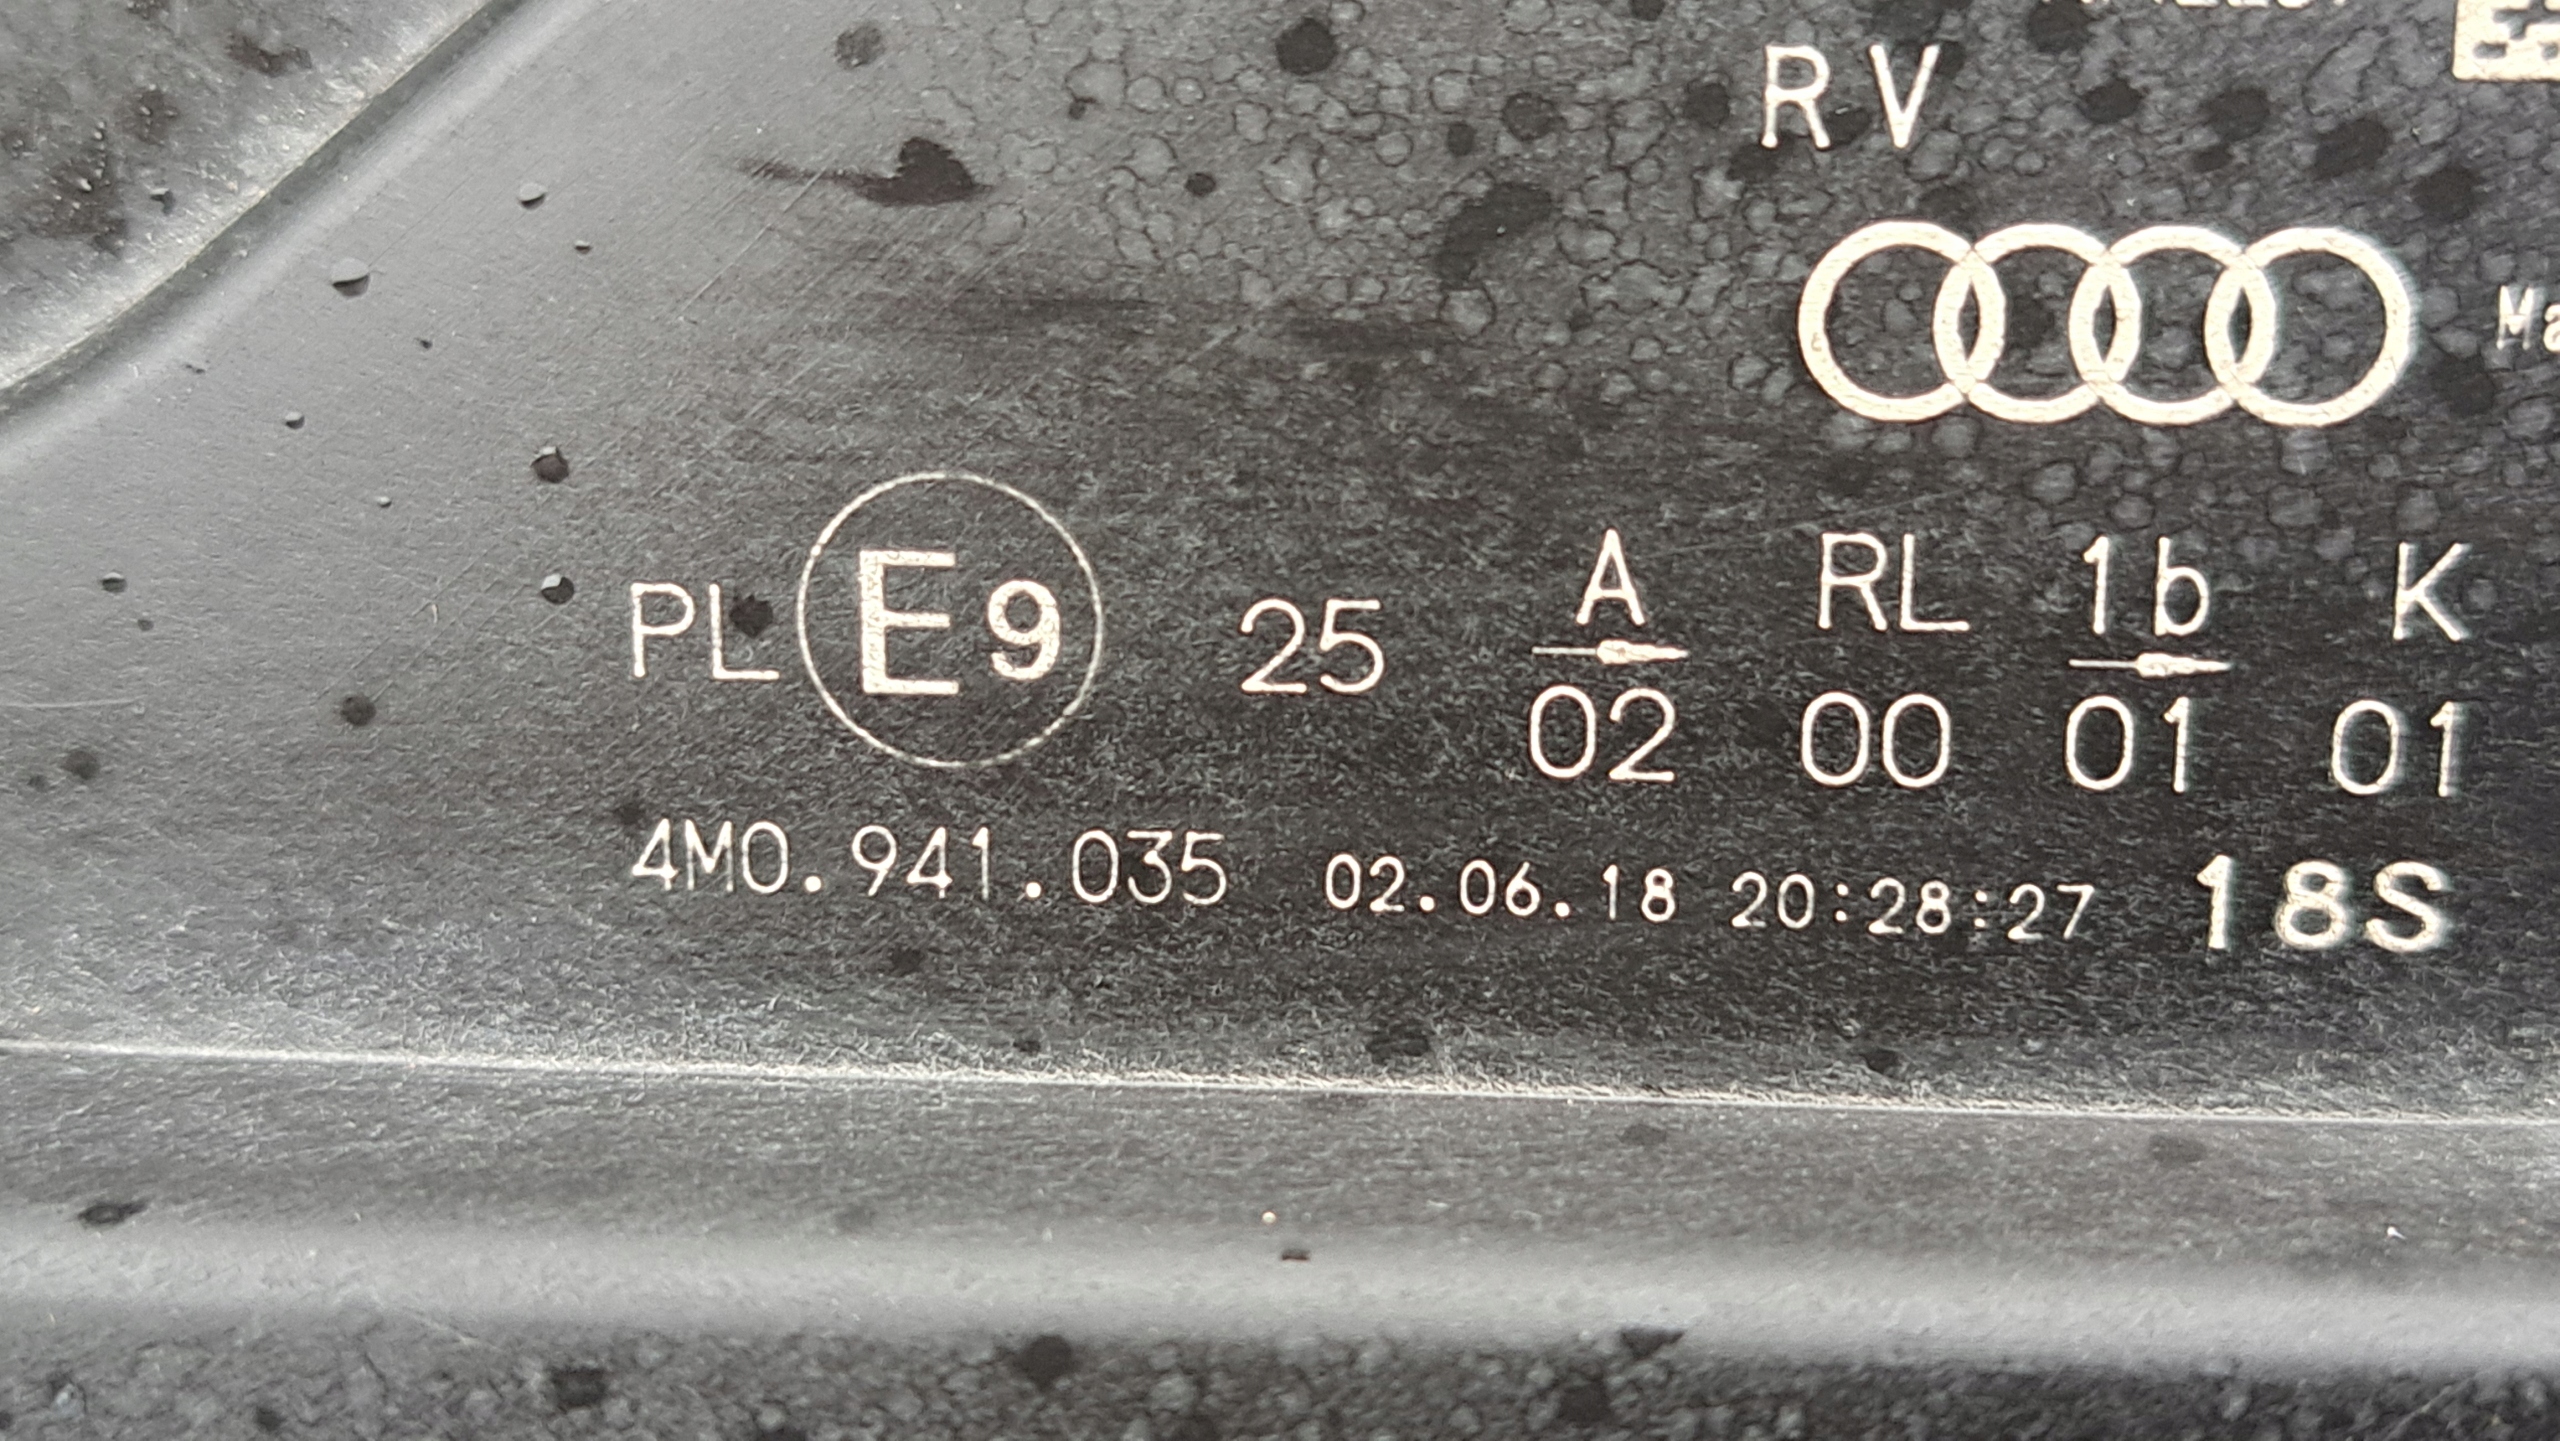 RV
PL E9 25 A RL 1b K
02 00 01 01
4M0.941.035 02.06.18 20:28:27 18S